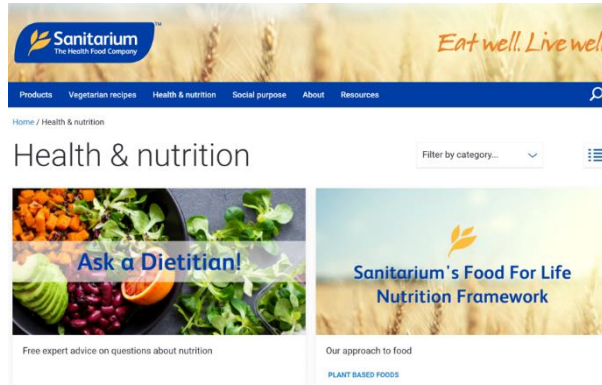 Sanitarium™
The Health Food Company
Eat well. Live well
Products Vegetarian recipes Health & nutrition Social purpose About Resources
Home / Health & nutrition
Health & nutrition
Filter by category...
Ask a Dietitian!
Sanitarium's Food For Life
Nutrition Framework
Free expert advice on questions about nutrition
Our approach to food
PLANT BASED FOODS